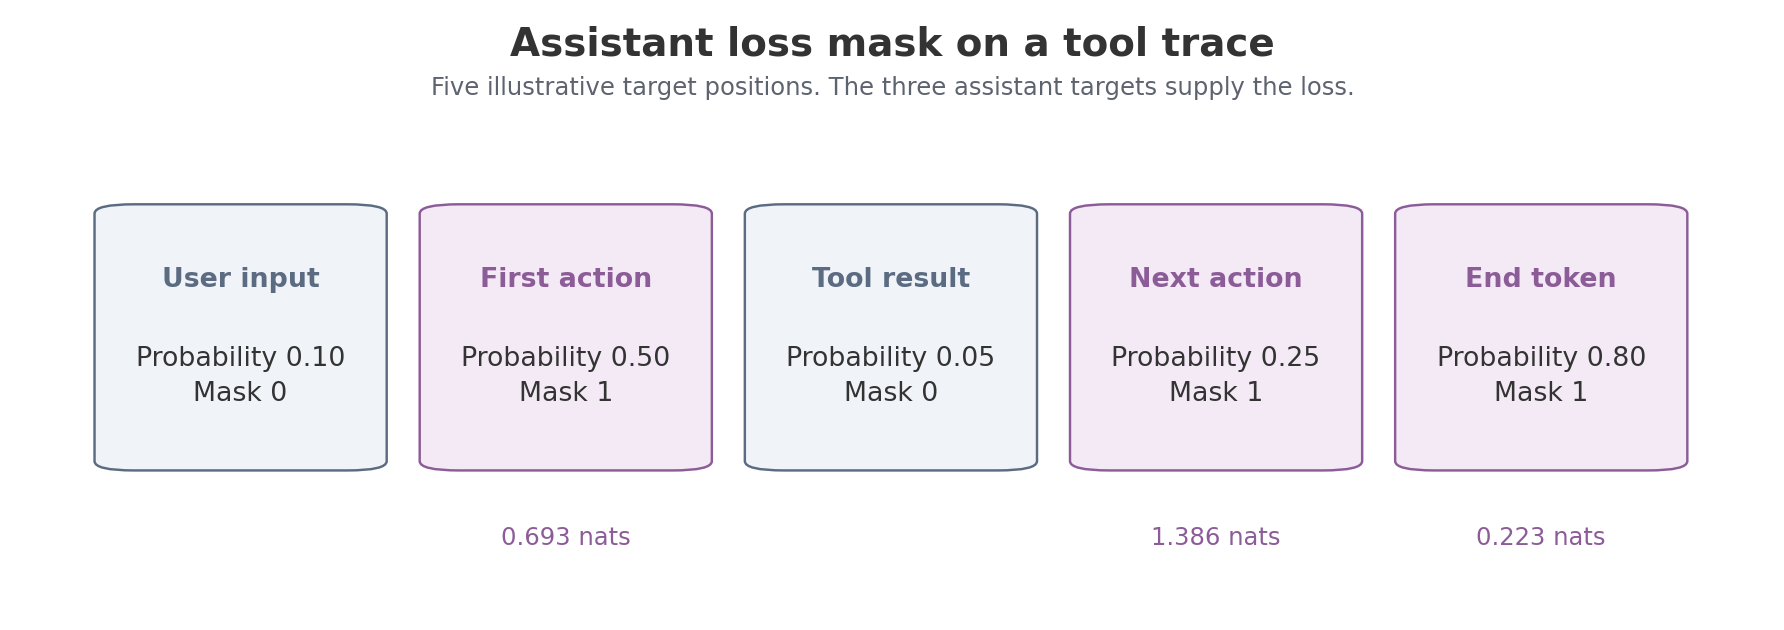 Assistant loss mask on a tool trace
Five illustrative target positions. The three assistant targets supply the loss.
User input
Probability 0.10
Mask 0
First action
Probability 0.50
Mask 1
0.693 nats
Tool result
Probability 0.05
Mask 0
Next action
Probability 0.25
Mask 1
1.386 nats
End token
Probability 0.80
Mask 1
0.223 nats